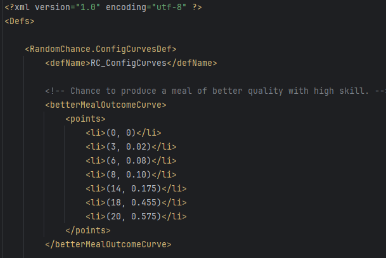 <?xml version="1.0" encoding="utf-8" ?>
<Defs>
<RandomChance.ConfigCurvesDef>
<defName>RC_ConfigCurves</defName>
<!-- Chance to produce a meal of better quality with high skill. --
<betterMealOutcomeCurve>
<points>
<li>(0, 0)</li>
<li>(3, 0.02)</li>
<li>(6, 0.08)</li>
<li>(8, 0.10)</li>
<li>(14, 0.175)</li>
<li>(18, 0.455)</li>
<li>(20, 0.575)</li>
</points>
</betterMealOutcomeCurve>